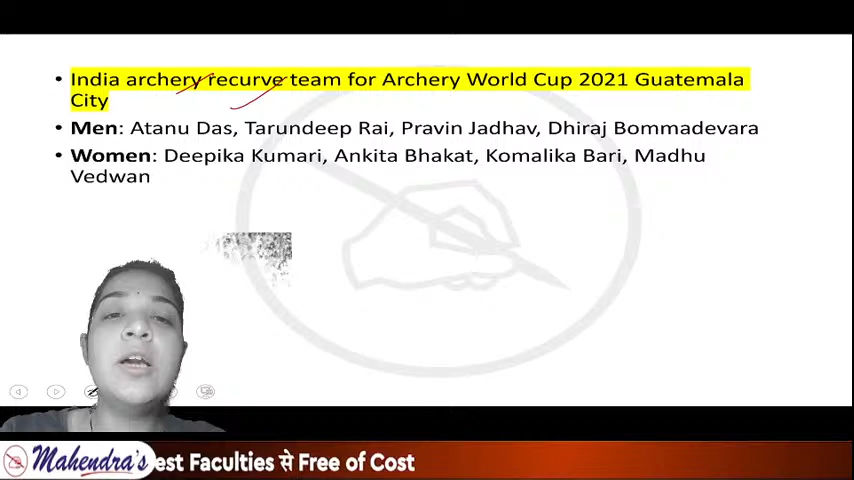 India archery recurve team for Archery World Cup 2021 Guatemala
City
Men: Atanu Das, Tarundeep Rai, Pravin Jadhav, Dhiraj Bommadevara
Women: Deepika Kumari, Ankita Bhakat, Komalika Bari, Madhu
Vedwan
Mahendra's est Faculties से Free of Cost